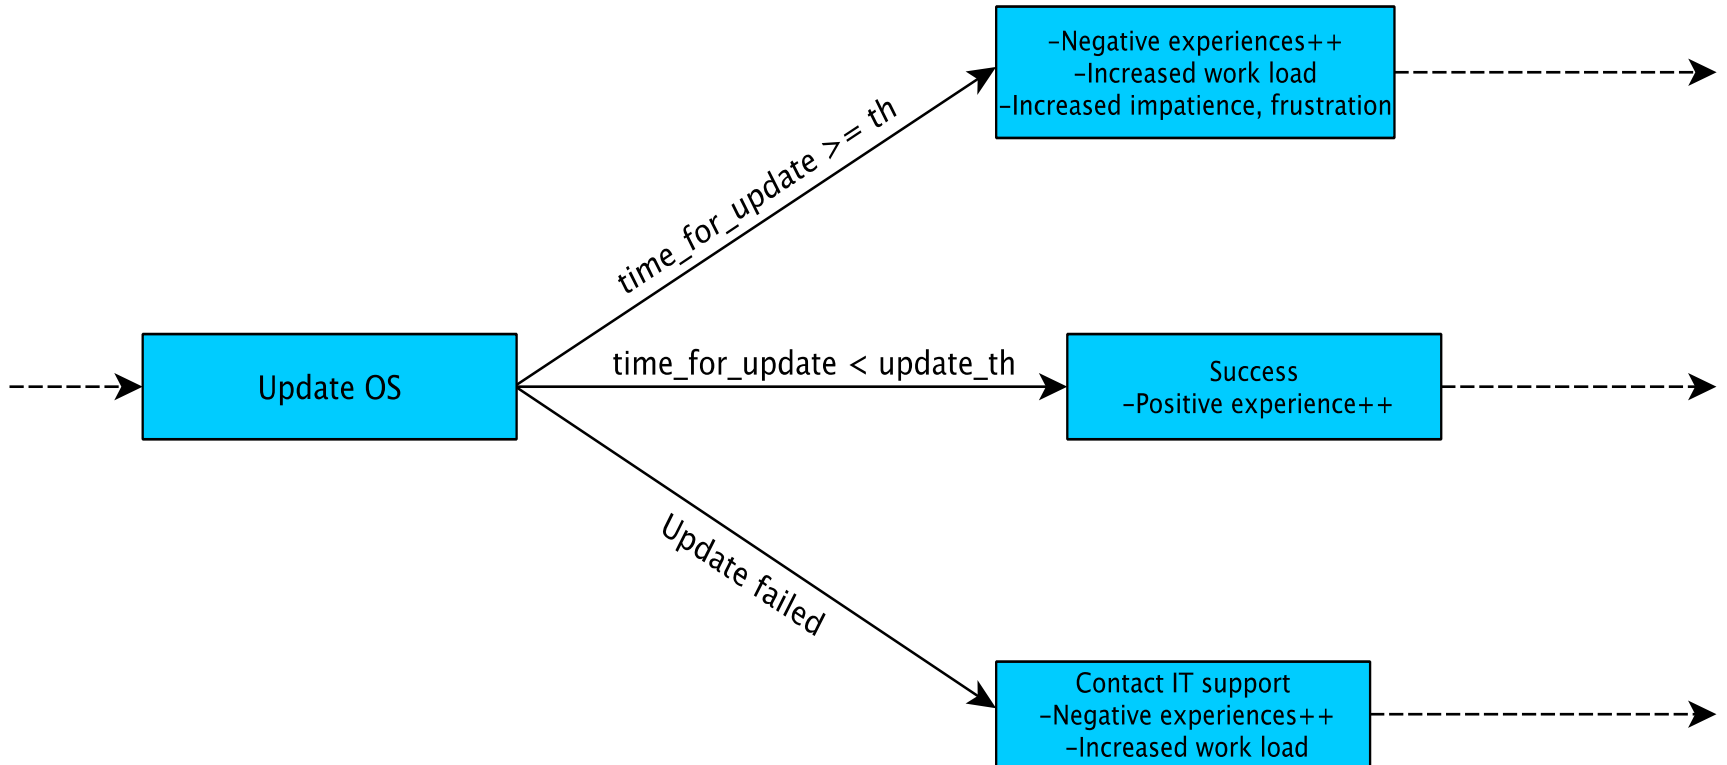 –Negative experiences++
–Increased work load
–Increased impatience, frustration
time_for_update >= th
Update OS
time_for_update < update_th
Success
–Positive experience++
Update failed
Contact IT support
–Negative experiences++
–Increased work load